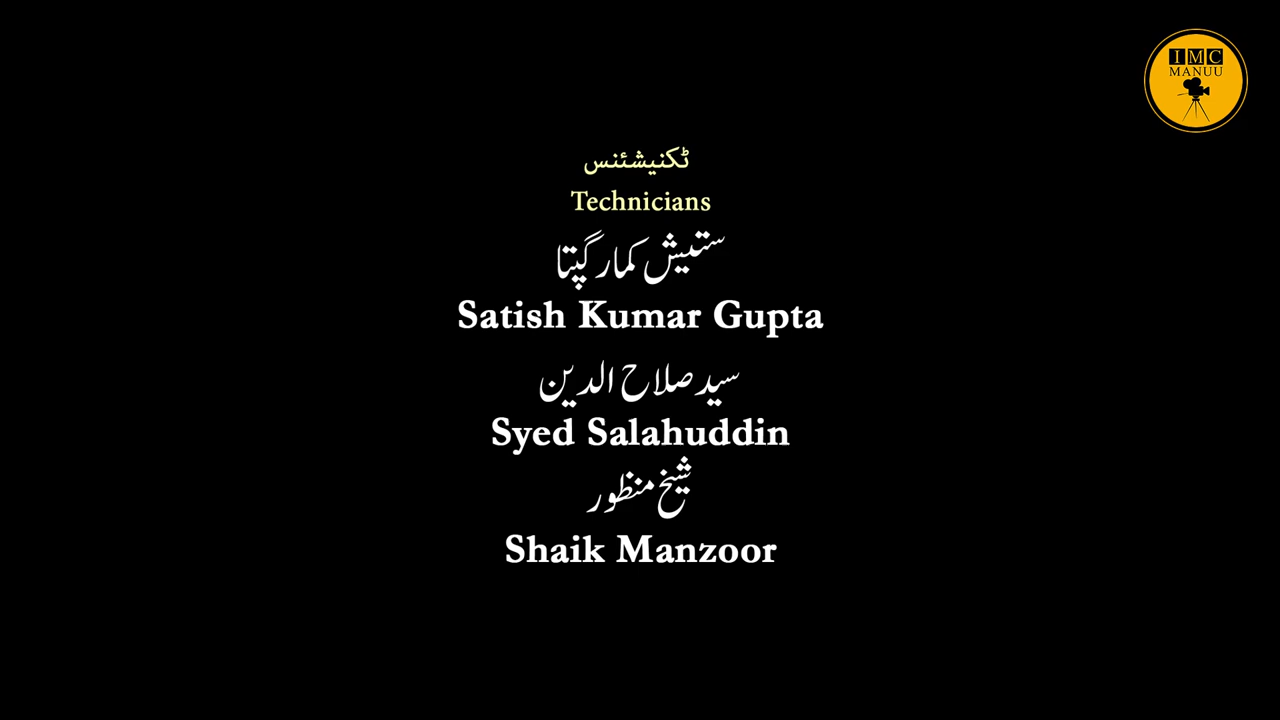 IMC
MANUU
ٹکنیشئنس
Technicians
ستیش کمار گپتا
Satish Kumar Gupta
سید صلاح الدین
Syed Salahuddin
شیخ منظور
Shaik Manzoor